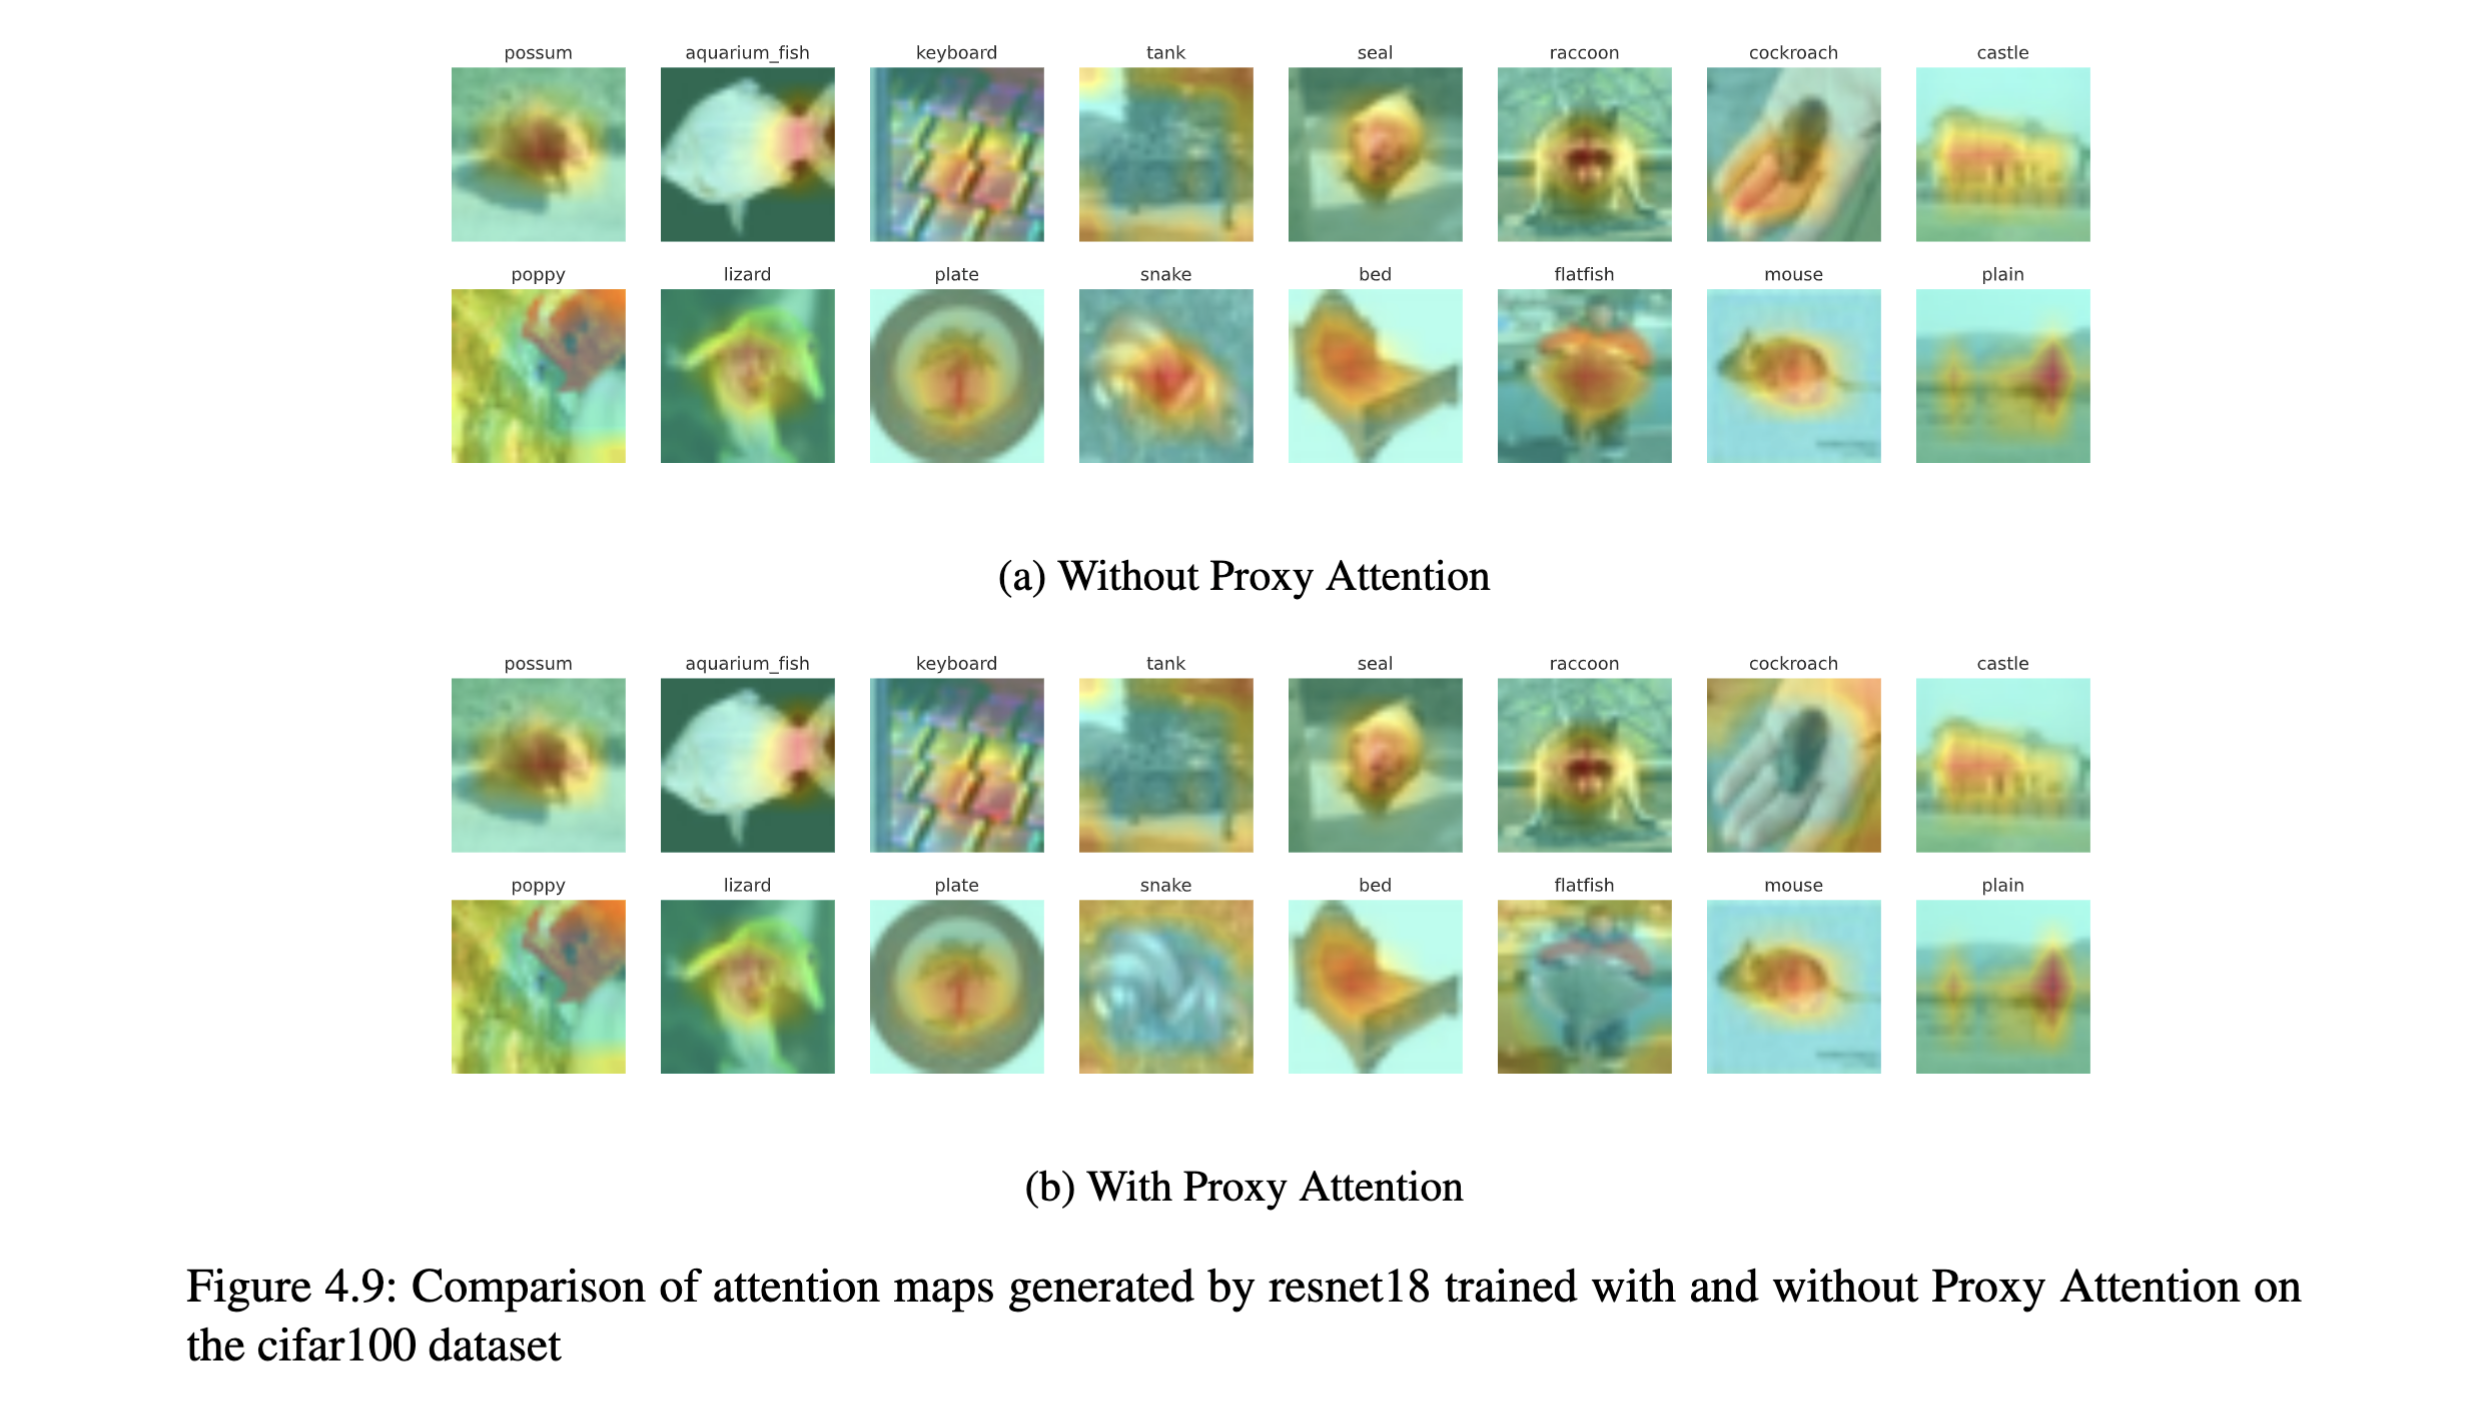 possum aquarium_fish keyboard tank seal raccoon cockroach castle
poppy lizard plate snake bed flatfish mouse plain
(a) Without Proxy Attention
possum aquarium_fish keyboard tank seal raccoon cockroach castle
poppy lizard plate snake bed flatfish mouse plain
(b) With Proxy Attention
Figure 4.9: Comparison of attention maps generated by resnet18 trained with and without Proxy Attention on
the cifar100 dataset